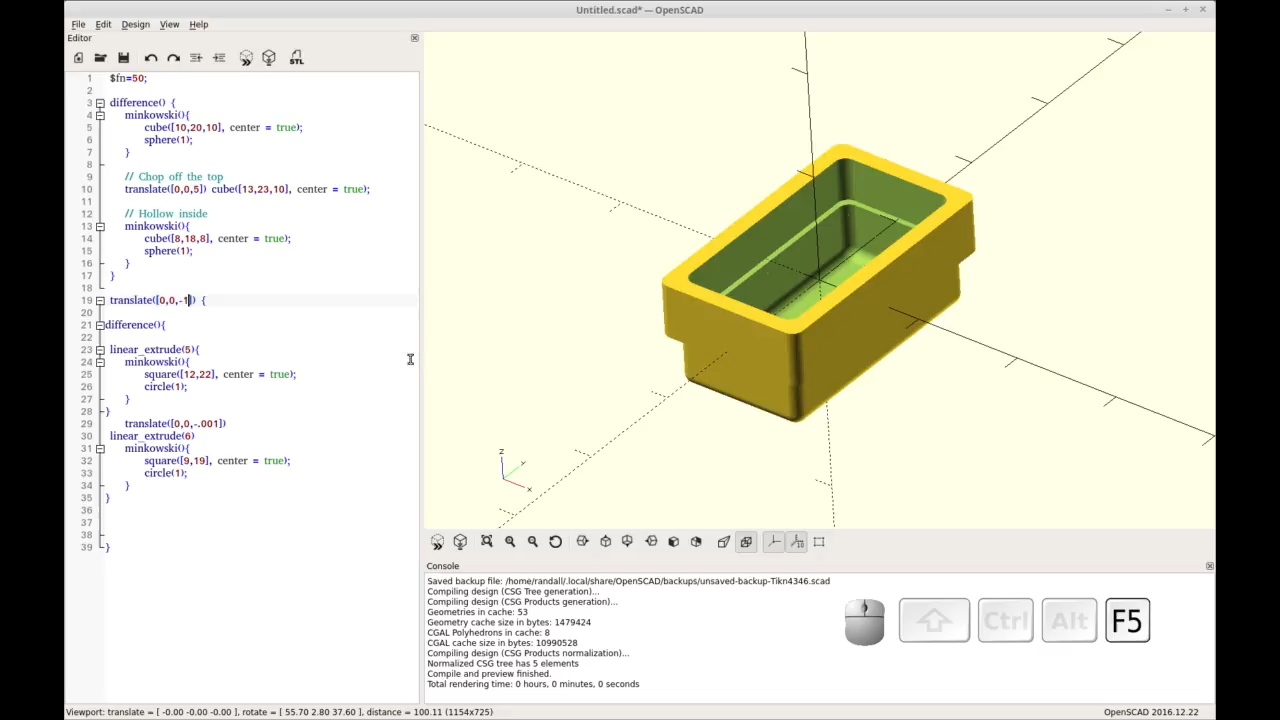 Untitled.scad* — OpenSCAD
File Edit Design View Help
Editor
STL
1 $fn=50;
2
3 difference() {
4 minkowski(){
5 cube([10,20,10], center = true);
6 sphere(1);
7 }
8
9 // Chop off the top
10 translate([0,0,5]) cube([13,23,10], center = true);
11
12 // Hollow inside
13 minkowski(){
14 cube([8,18,8], center = true);
15 sphere(1);
16 }
17 }
18
19 translate([0,0,-1]) {
20
21 difference(){
22
23 linear_extrude(5){
24 minkowski(){
25 square([12,22], center = true);
26 circle(1);
27 }
28 }
29 translate([0,0,-.001])
30 linear_extrude(6)
31 minkowski(){
32 square([9,19], center = true);
33 circle(1);
34 }
35 }
36
37
38
39 }
z
y
x
10
Console
Saved backup file: /home/randall/.local/share/OpenSCAD/backups/unsaved-backup-Tikn4346.scad
Compiling design (CSG Tree generation)...
Compiling design (CSG Products generation)...
Geometries in cache: 53
Geometry cache size in bytes: 1479424
CGAL Polyhedrons in cache: 8
CGAL cache size in bytes: 10990528
Compiling design (CSG Products normalization)...
Normalized CSG tree has 5 elements
Compile and preview finished.
Total rendering time: 0 hours, 0 minutes, 0 seconds
Ctrl Alt F5
Viewport: translate = [ -0.00 -0.00 -0.00 ], rotate = [ 55.70 2.80 37.60 ], distance = 100.11 (1154x725)
OpenSCAD 2016.12.22